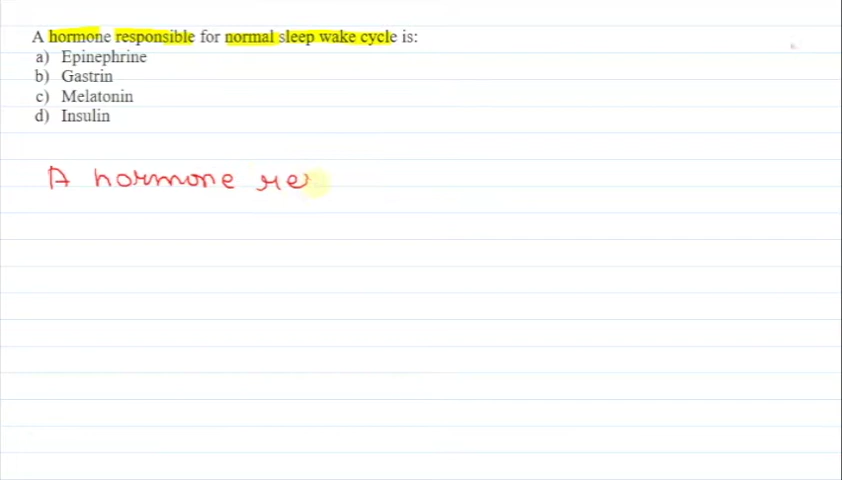 A hormone responsible for normal sleep wake cycle is:
a) Epinephrine
b) Gastrin
c) Melatonin
d) Insulin
A hormone re